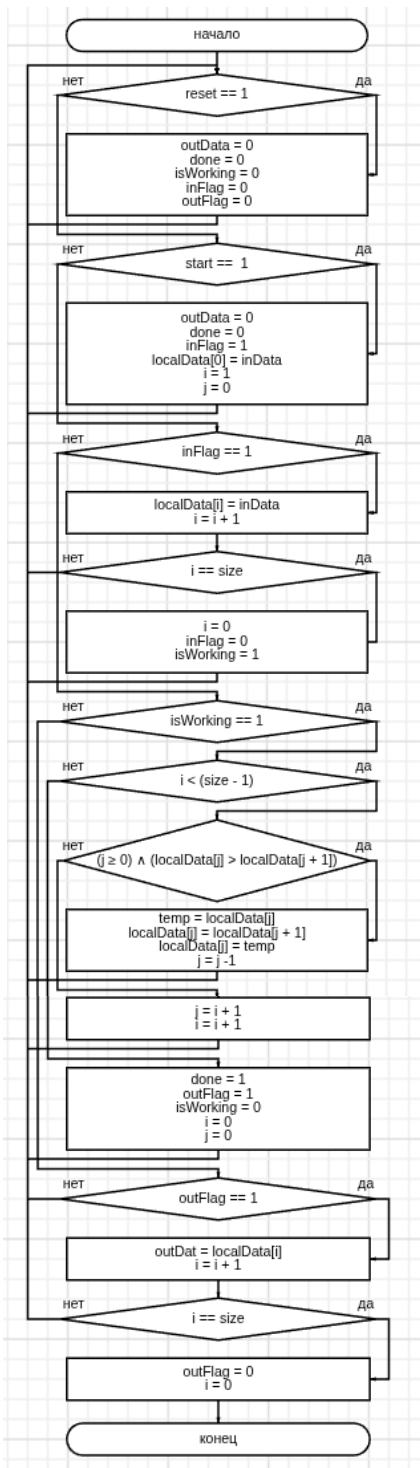 начало
нет
да
reset == 1
outData = 0
done = 0
isWorking = 0
inFlag = 0
outFlag = 0
нет
да
start == 1
outData = 0
done = 0
inFlag = 1
localData[0] = inData
i = 1
j = 0
нет
да
inFlag == 1
localData[i] = inData
i = i + 1
нет
да
i == size
i = 0
inFlag = 0
isWorking = 1
нет
да
isWorking == 1
нет
да
i < (size - 1)
нет
да
(j ≥ 0) ∧ (localData[j] > localData[j + 1])
temp = localData[j]
localData[j] = localData[j + 1]
localData[j] = temp
j = j -1
j = i + 1
i = i + 1
done = 1
outFlag = 1
isWorking = 0
i = 0
j = 0
нет
да
outFlag == 1
outDat = localData[i]
i = i + 1
нет
да
i == size
outFlag = 0
i = 0
конец